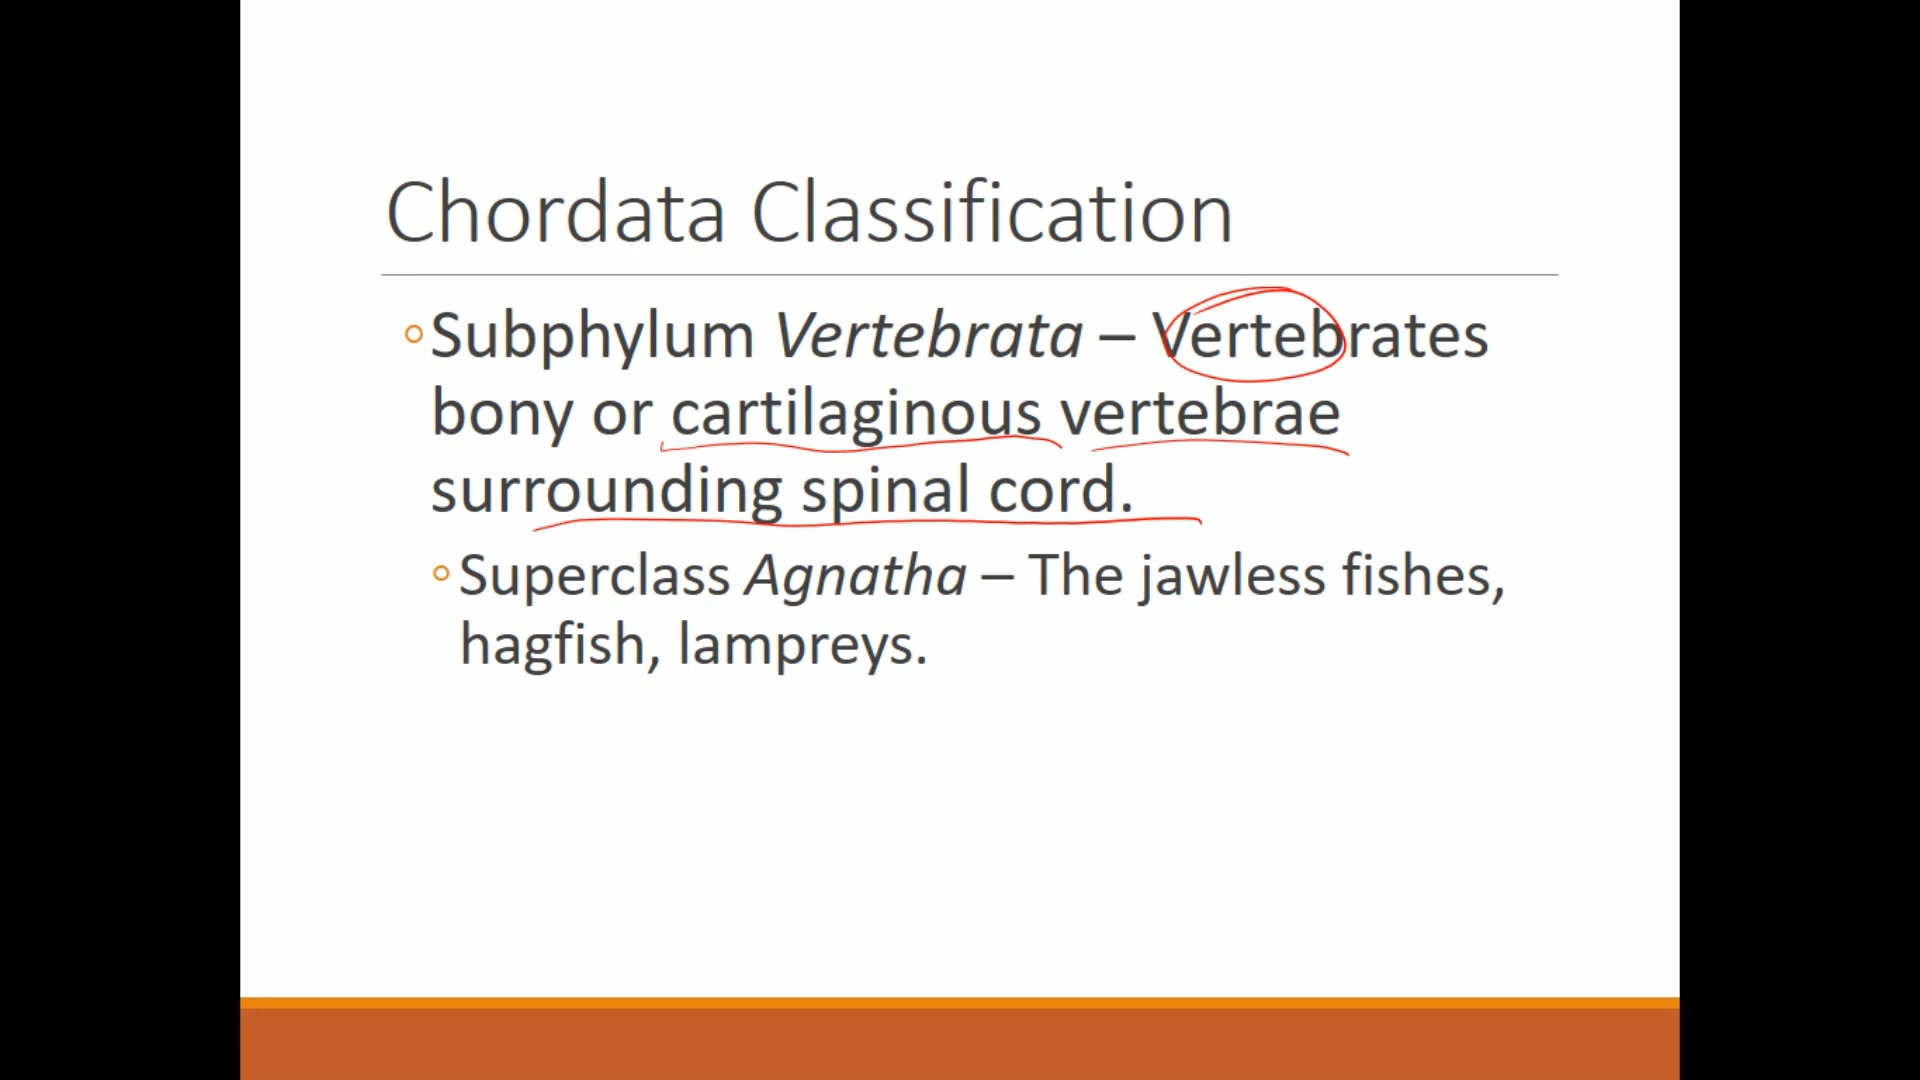 Chordata Classification
Subphylum Vertebrata – Vertebrates
bony or cartilaginous vertebrae
surrounding spinal cord.
Superclass Agnatha – The jawless fishes,
hagfish, lampreys.